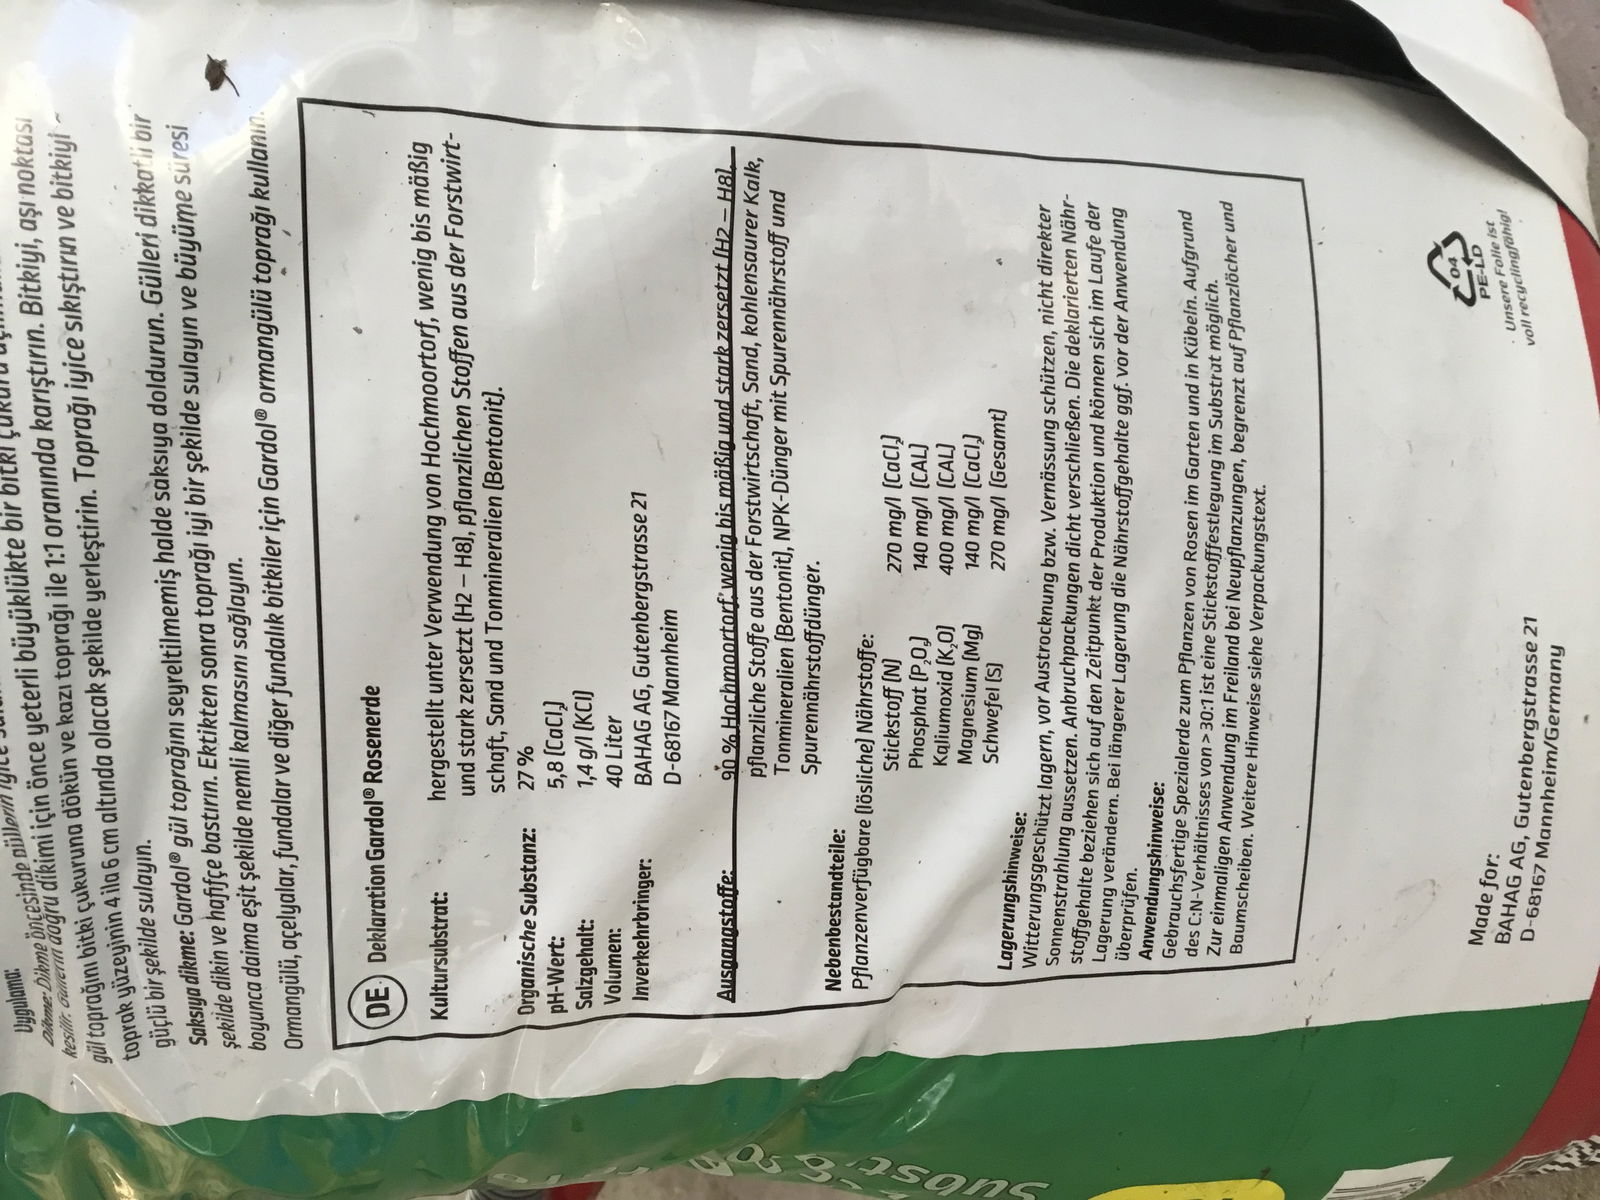 Uygulama:
Dikme: Dikme öncesinde güllerin iyice
kesilir. Güllerin doğru dikimi için önce yeterli büyüklükte bir bitki çukuru
gül toprağını bitki çukuruna dökün ve kazı toprağı ile 1:1 oranında karıştırın. Bitkiyi, aşı noktası
toprak yüzeyinin 4 ila 6 cm altında olacak şekilde yerleştirin. Toprağı iyice sıkıştırın ve bitkiyi
güçlü bir şekilde sulayın.
Saksıya dikme: Gardol® gül toprağını seyreltilmemiş halde saksıya doldurun. Gülleri dikkatli bir
şekilde dikin ve hafifçe bastırın. Ektikten sonra toprağı iyi bir şekilde sulayın ve büyüme süresi
boyunca daima eşit şekilde nemli kalmasını sağlayın.
Ormangülü, açelyalar, fundalar ve diğer fundalık bitkiler için Gardol® ormangülü toprağı kullanın.
DE Deklaration Gardol® Rosenerde
Kultursubstrat: hergestellt unter Verwendung von Hochmoortorf, wenig bis mäßig
und stark zersetzt (H2 – H8), pflanzlichen Stoffen aus der Forstwirt-
schaft, Sand und Tonmineralien (Bentonit).
Organische Substanz: 27 %
pH-Wert: 5,8 (CaCl₂)
Salzgehalt: 1,4 g/l (KCl)
Volumen: 40 Liter
Inverkehrbringer: BAHAG AG, Gutenbergstrasse 21
D-68167 Mannheim
Ausgangstoffe: 90 % Hochmoortorf: wenig bis mäßig und stark zersetzt (H2 – H8),
pflanzliche Stoffe aus der Forstwirtschaft, Sand, kohlensaurer Kalk,
Tonmineralien (Bentonit), NPK-Dünger mit Spurennährstoff und
Spurennährstoffdünger.
Nebenbestandteile:
Pflanzenverfügbare (lösliche) Nährstoffe:
Stickstoff (N) 270 mg/l (CaCl₂)
Phosphat (P₂O₅) 140 mg/l (CAL)
Kaliumoxid (K₂O) 400 mg/l (CAL)
Magnesium (Mg) 140 mg/l (CaCl₂)
Schwefel (S) 270 mg/l (Gesamt)
Lagerungshinweise:
Witterungsgeschützt lagern, vor Austrocknung bzw. Vernässung schützen, nicht direkter
Sonnenstrahlung aussetzen. Anbruchpackungen dicht verschließen. Die deklarierten Nähr-
stoffgehalte beziehen sich auf den Zeitpunkt der Produktion und können sich im Laufe der
Lagerung verändern. Bei längerer Lagerung die Nährstoffgehalte ggf. vor der Anwendung
überprüfen.
Anwendungshinweise:
Gebrauchsfertige Spezialerde zum Pflanzen von Rosen im Garten und in Kübeln. Aufgrund
des C:N-Verhältnisses von > 30:1 ist eine Stickstofffestlegung im Substrat möglich.
Zur einmaligen Anwendung im Freiland bei Neupflanzungen, begrenzt auf Pflanzlöcher und
Baumscheiben. Weitere Hinweise siehe Verpackungstext.
04
PE-LD
Unsere Folie ist
voll recyclingfähig!
Made for:
BAHAG AG, Gutenbergstrasse 21
D-68167 Mannheim/Germany